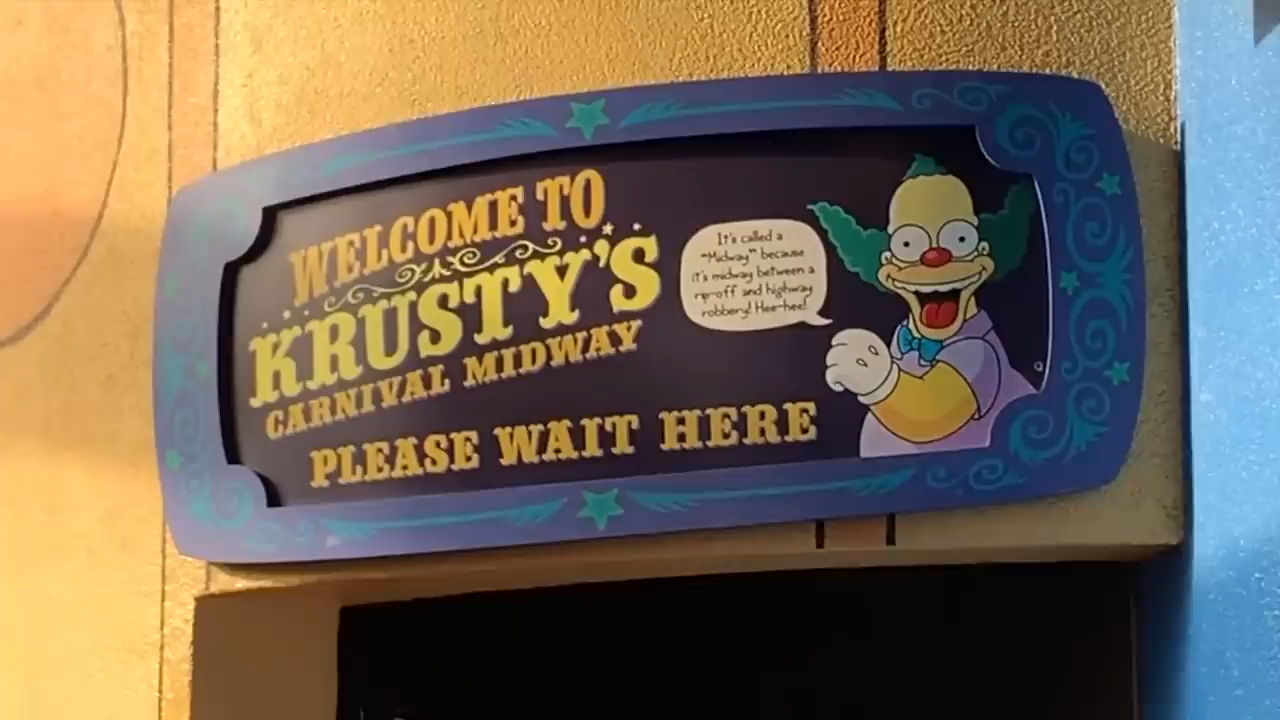 WELCOME TO
KRUSTY'S
CARNIVAL MIDWAY
PLEASE WAIT HERE
It's called a
"Midway" because
it's midway between a
rip-off and highway
robbery! Hee-hee!